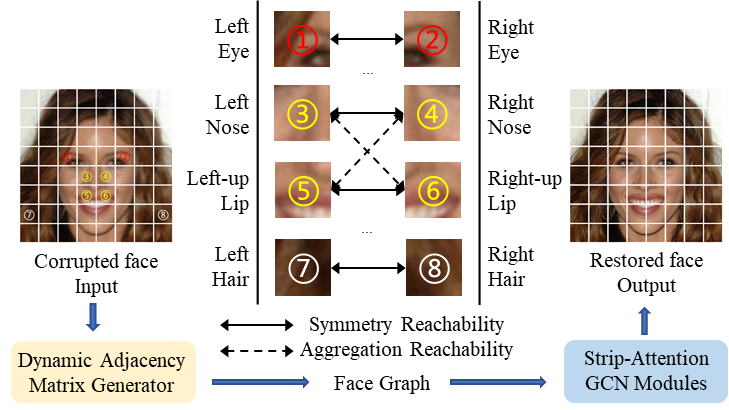 Left
Eye
①
②
Right
Eye
...
Left
Nose
③
④
Right
Nose
Left-up
Lip
⑤
⑥
Right-up
Lip
...
Left
Hair
⑦
⑧
Right
Hair
①
②
③
④
⑤
⑥
⑦
⑧
Corrupted face
Input
Restored face
Output
Symmetry Reachability
Aggregation Reachability
Dynamic Adjacency
Matrix Generator
Face Graph
Strip-Attention
GCN Modules